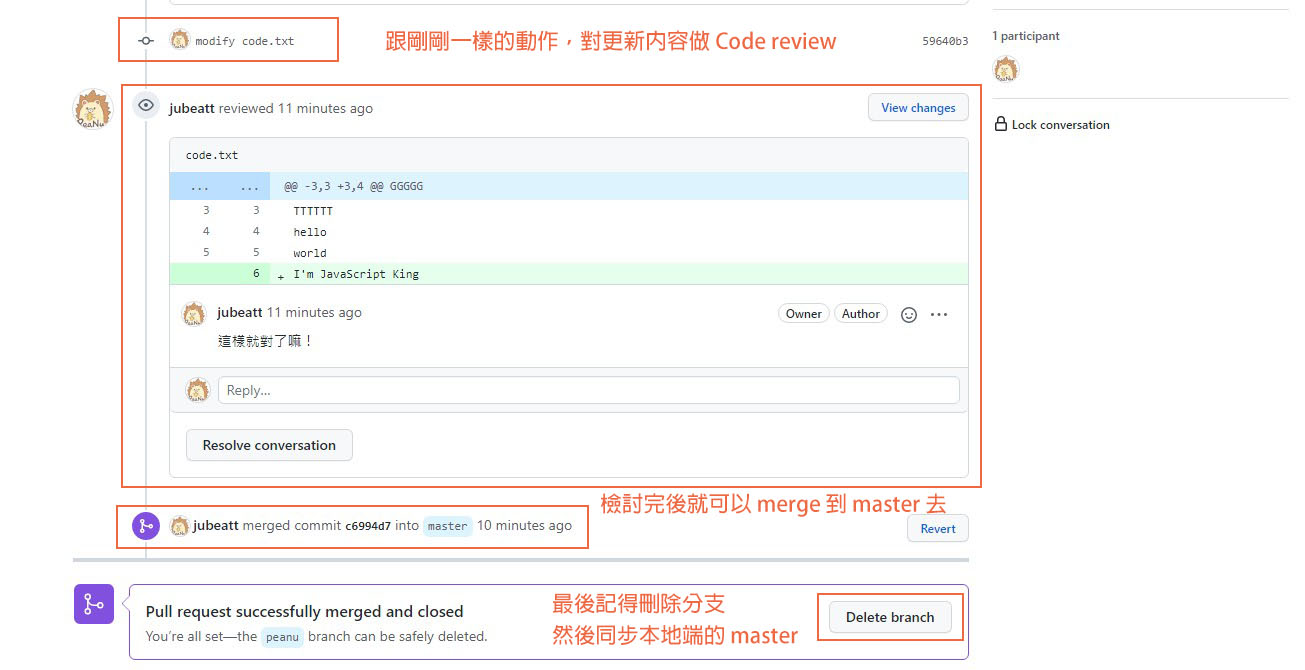 modify code.txt
跟剛剛一樣的動作，對更新內容做 Code review
59640b3
1 participant
jubeatt reviewed 11 minutes ago
View changes
Lock conversation
code.txt
... ... @@ -3,3 +3,4 @@ GGGGG
3 3 TTTTTT
4 4 hello
5 5 world
6 + I'm JavaScript King
jubeatt 11 minutes ago
Owner Author
這樣就對了嘛！
Reply...
Resolve conversation
檢討完後就可以 merge 到 master 去
jubeatt merged commit c6994d7 into master 10 minutes ago
Revert
Pull request successfully merged and closed
You're all set—the peanu branch can be safely deleted.
最後記得刪除分支
然後同步本地端的 master
Delete branch